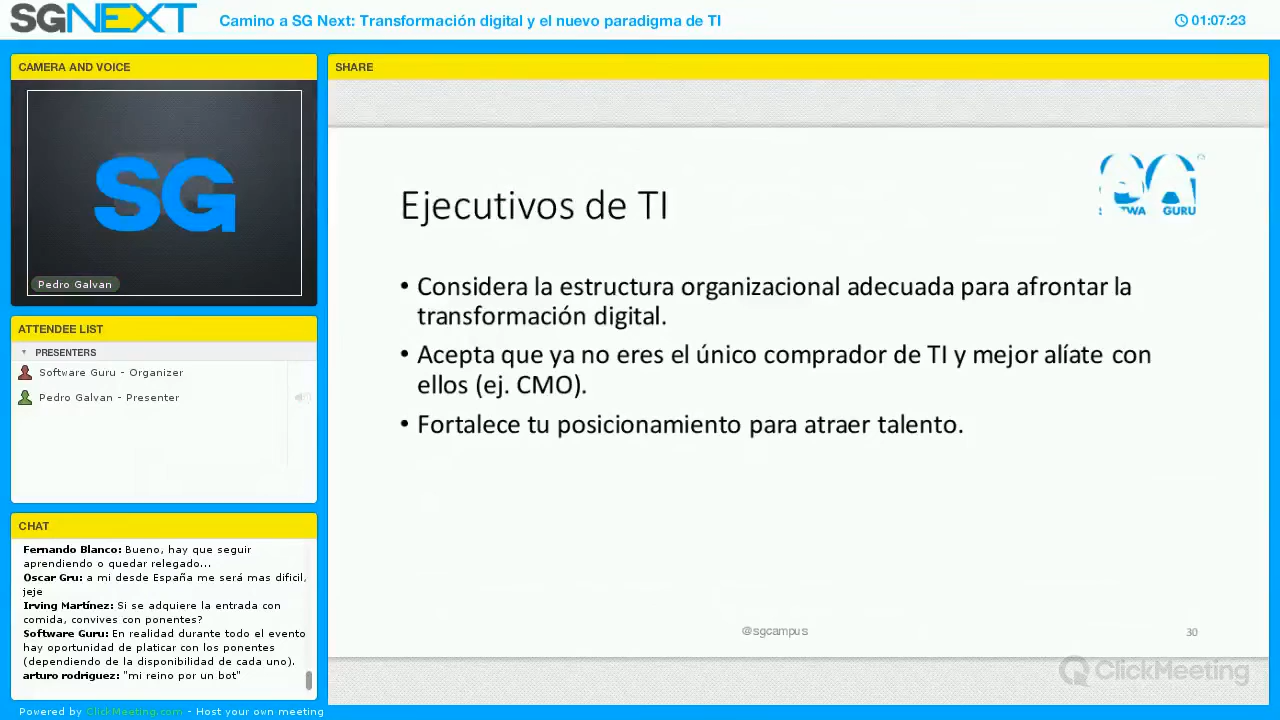 SGNEXT
Camino a SG Next: Transformación digital y el nuevo paradigma de TI
01:07:23
CAMERA AND VOICE
SG
Pedro Galvan
ATTENDEE LIST
PRESENTERS
Software Guru - Organizer
Pedro Galvan - Presenter
CHAT
Fernando Blanco: Bueno, hay que seguir
aprendiendo o quedar relegado...
Oscar Gru: a mi desde España me será mas dificil,
jeje
Irving Martínez: Si se adquiere la entrada con
comida, convives con ponentes?
Software Guru: En realidad durante todo el evento
hay oportunidad de platicar con los ponentes
(dependiendo de la disponibilidad de cada uno).
arturo rodriguez: "mi reino por un bot"
SHARE
GURU
Ejecutivos de TI
• Considera la estructura organizacional adecuada para afrontar la
transformación digital.
• Acepta que ya no eres el único comprador de TI y mejor alíate con
ellos (ej. CMO).
• Fortalece tu posicionamiento para atraer talento.
@sgcampus
30
ClickMeeting
Powered by ClickMeeting.com - Host your own meeting